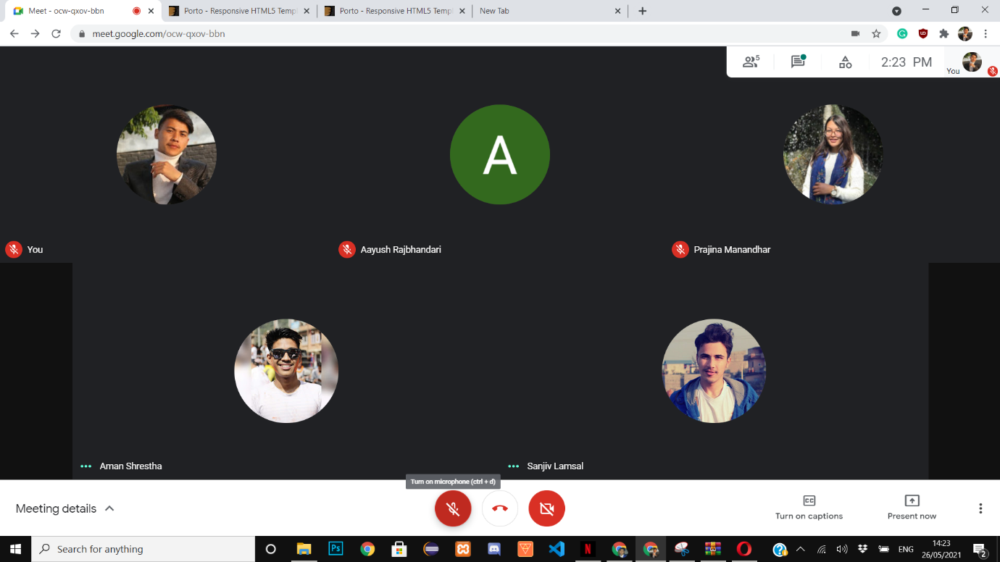 Meet - ocw-qxov-bbn
Porto - Responsive HTML5 Templ
Porto - Responsive HTML5 Templ
New Tab
meet.google.com/ocw-qxov-bbn
5
2:23 PM
You
A
You
Aayush Rajbhandari
Prajina Manandhar
Aman Shrestha
Sanjiv Lamsal
Turn on microphone (ctrl + d)
Meeting details
CC
Turn on captions
Present now
Search for anything
Ps
N
ENG
14:23
26/05/2021
2